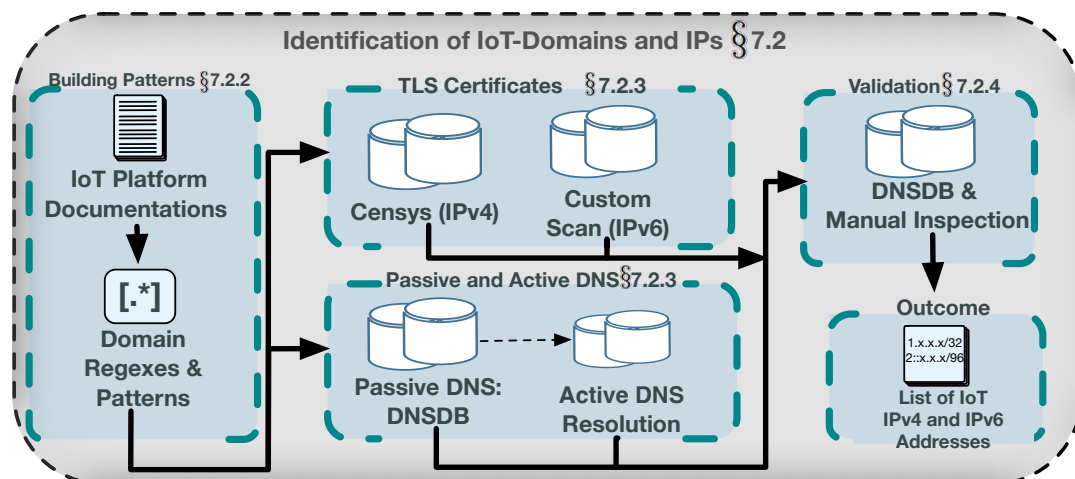 Identification of IoT-Domains and IPs §7.2
Building Patterns §7.2.2
IoT Platform
Documentations
[.*]
Domain
Regexes &
Patterns
TLS Certificates §7.2.3
Censys (IPv4)
Custom
Scan (IPv6)
Passive and Active DNS§7.2.3
Passive DNS:
DNSDB
Active DNS
Resolution
Validation§7.2.4
DNSDB &
Manual Inspection
Outcome
1.x.x.x/32
2::x.x.x/96
List of IoT
IPv4 and IPv6
Addresses